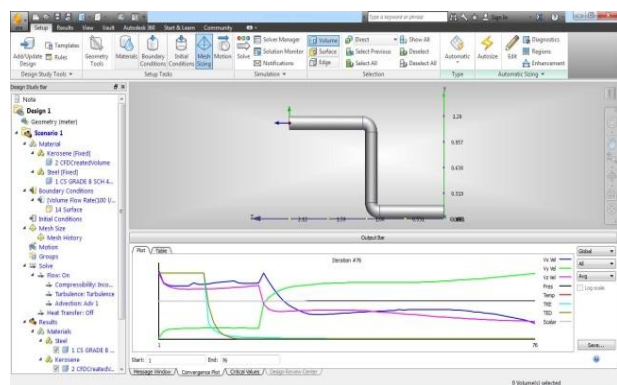 Type a keyword or phrase
Sign In
Setup Results View Vault Autodesk 360 Start & Learn Community
Add/Update Design
Templates
Rules
Geometry Tools
Materials
Boundary Conditions
Initial Conditions
Mesh Sizing
Motion
Solve
Solver Manager
Solution Monitor
Notifications
Volume
Surface
Edge
Direct
Select Previous
Select All
Show All
Deselect
Deselect All
Automatic
Autosize
Edit
Diagnostics
Regions
Enhancement
Design Study Tools Setup Tasks Simulation Selection Type Automatic Sizing
Design Study Bar
Note
Design 1
Geometry (meter)
Scenario 1
Material
Kerosene [Fixed]
2 CFDCreatedVolume
Steel [Fixed]
1 CS GRADE B SCH 4...
Boundary Conditions
[Volume Flow Rate(100 l/...
14 Surface
Initial Conditions
Mesh Size
Mesh History
Motion
Groups
Solve
Flow: On
Compressibility: Inco...
Turbulence: Turbulence
Advection: Adv 1
Heat Transfer: Off
Results
Materials
Steel
1 CS GRADE B ...
Kerosene
2 CFDCreatedV...
Output Bar
Plot Table
Iteration #76
Vx Vel
Vy Vel
Vz Vel
Pres
Temp
TKE
TED
Scalar
Global
All
Avg
Log scale
Save...
1 76
Start: 1 End: 76
Message Window Convergence Plot Critical Values Design Review Center
0 Volume(s) selected